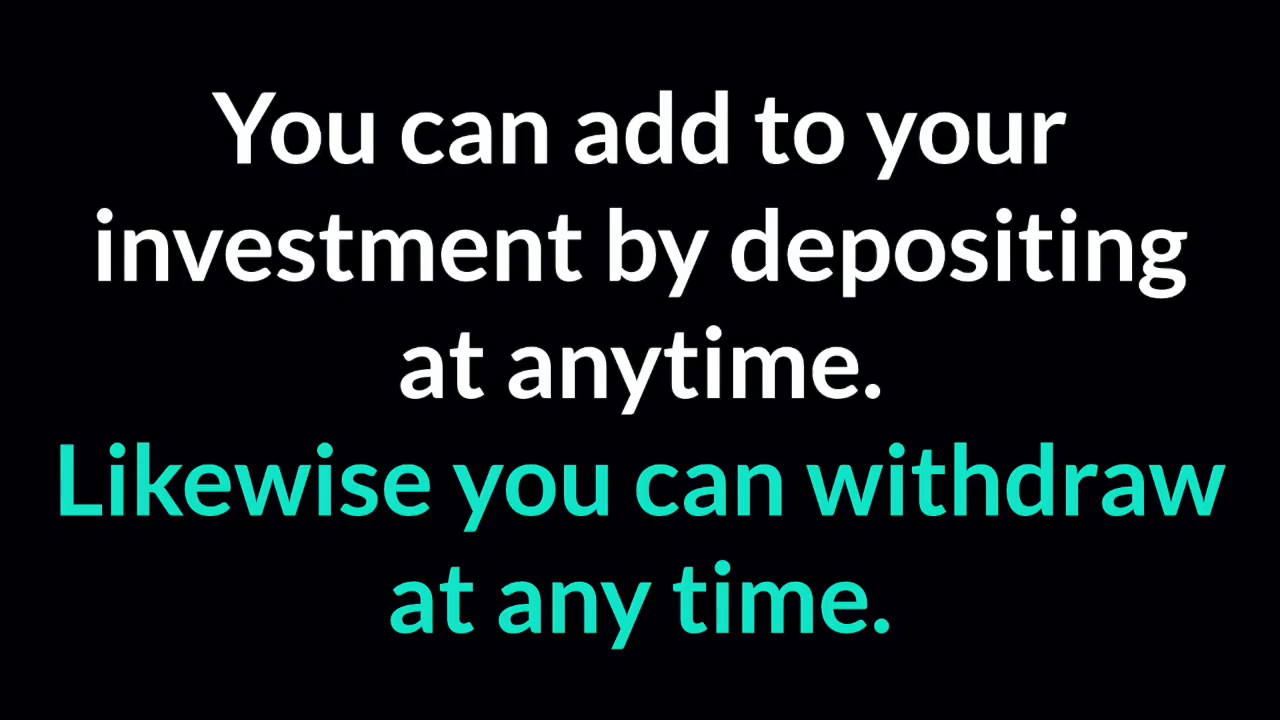 You can add to your
investment by depositing
at anytime.
Likewise you can withdraw
at any time.